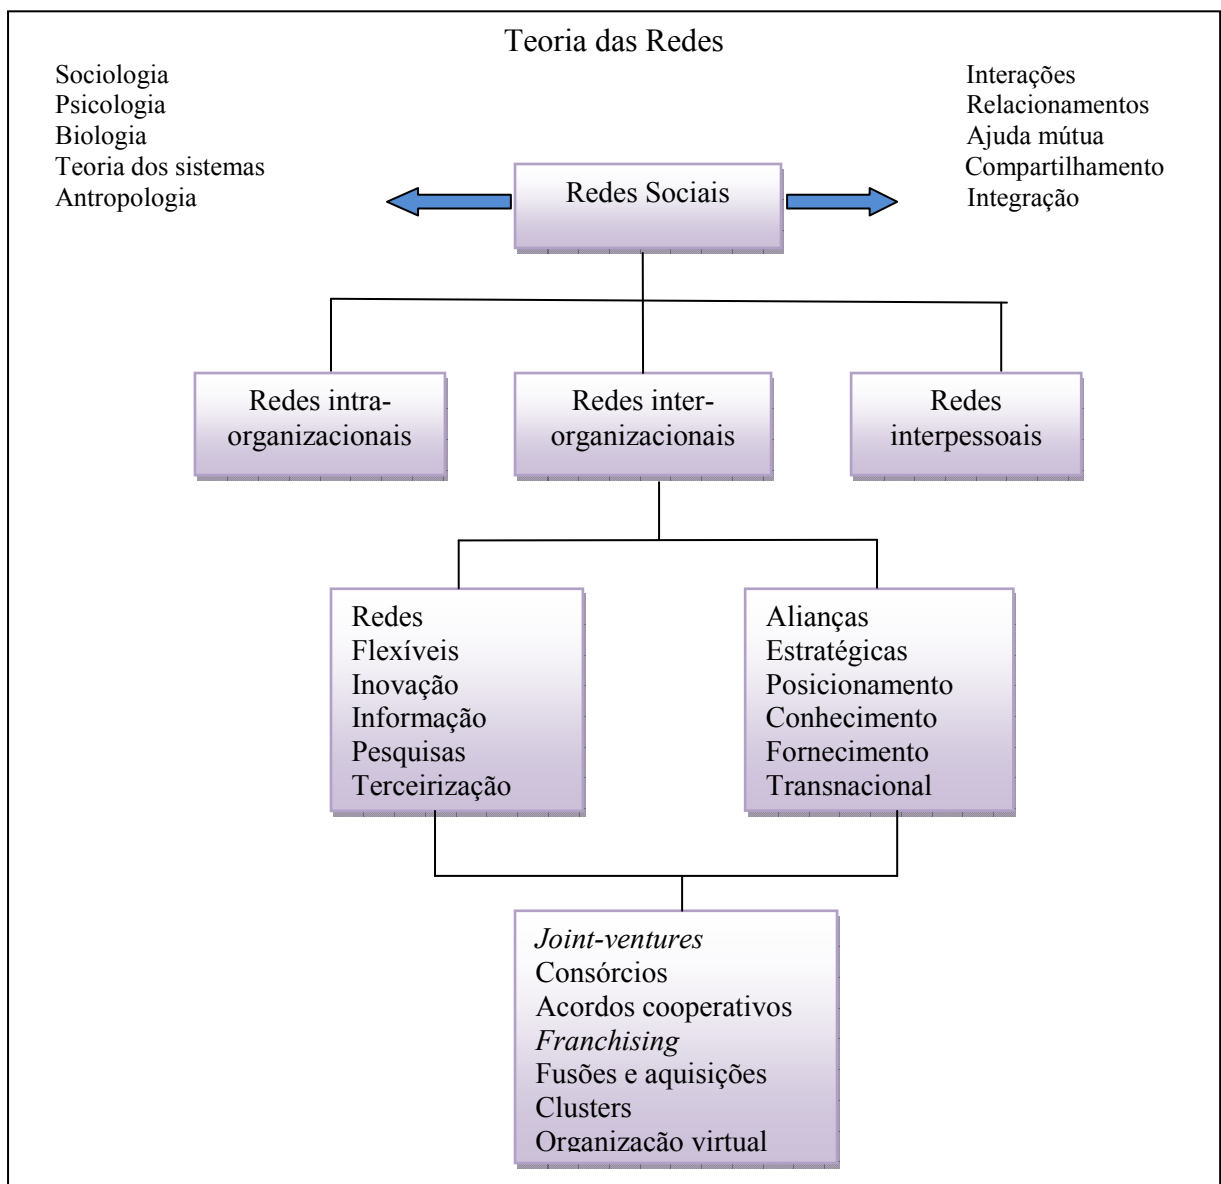 Teoria das Redes
Sociologia
Psicologia
Biologia
Teoria dos sistemas
Antropologia
Interações
Relacionamentos
Ajuda mútua
Compartilhamento
Integração
Redes Sociais
Redes intra-
organizacionais
Redes inter-
organizacionais
Redes
interpessoais
Redes
Flexíveis
Inovação
Informação
Pesquisas
Terceirização
Alianças
Estratégicas
Posicionamento
Conhecimento
Fornecimento
Transnacional
Joint-ventures
Consórcios
Acordos cooperativos
Franchising
Fusões e aquisições
Clusters
Organização virtual